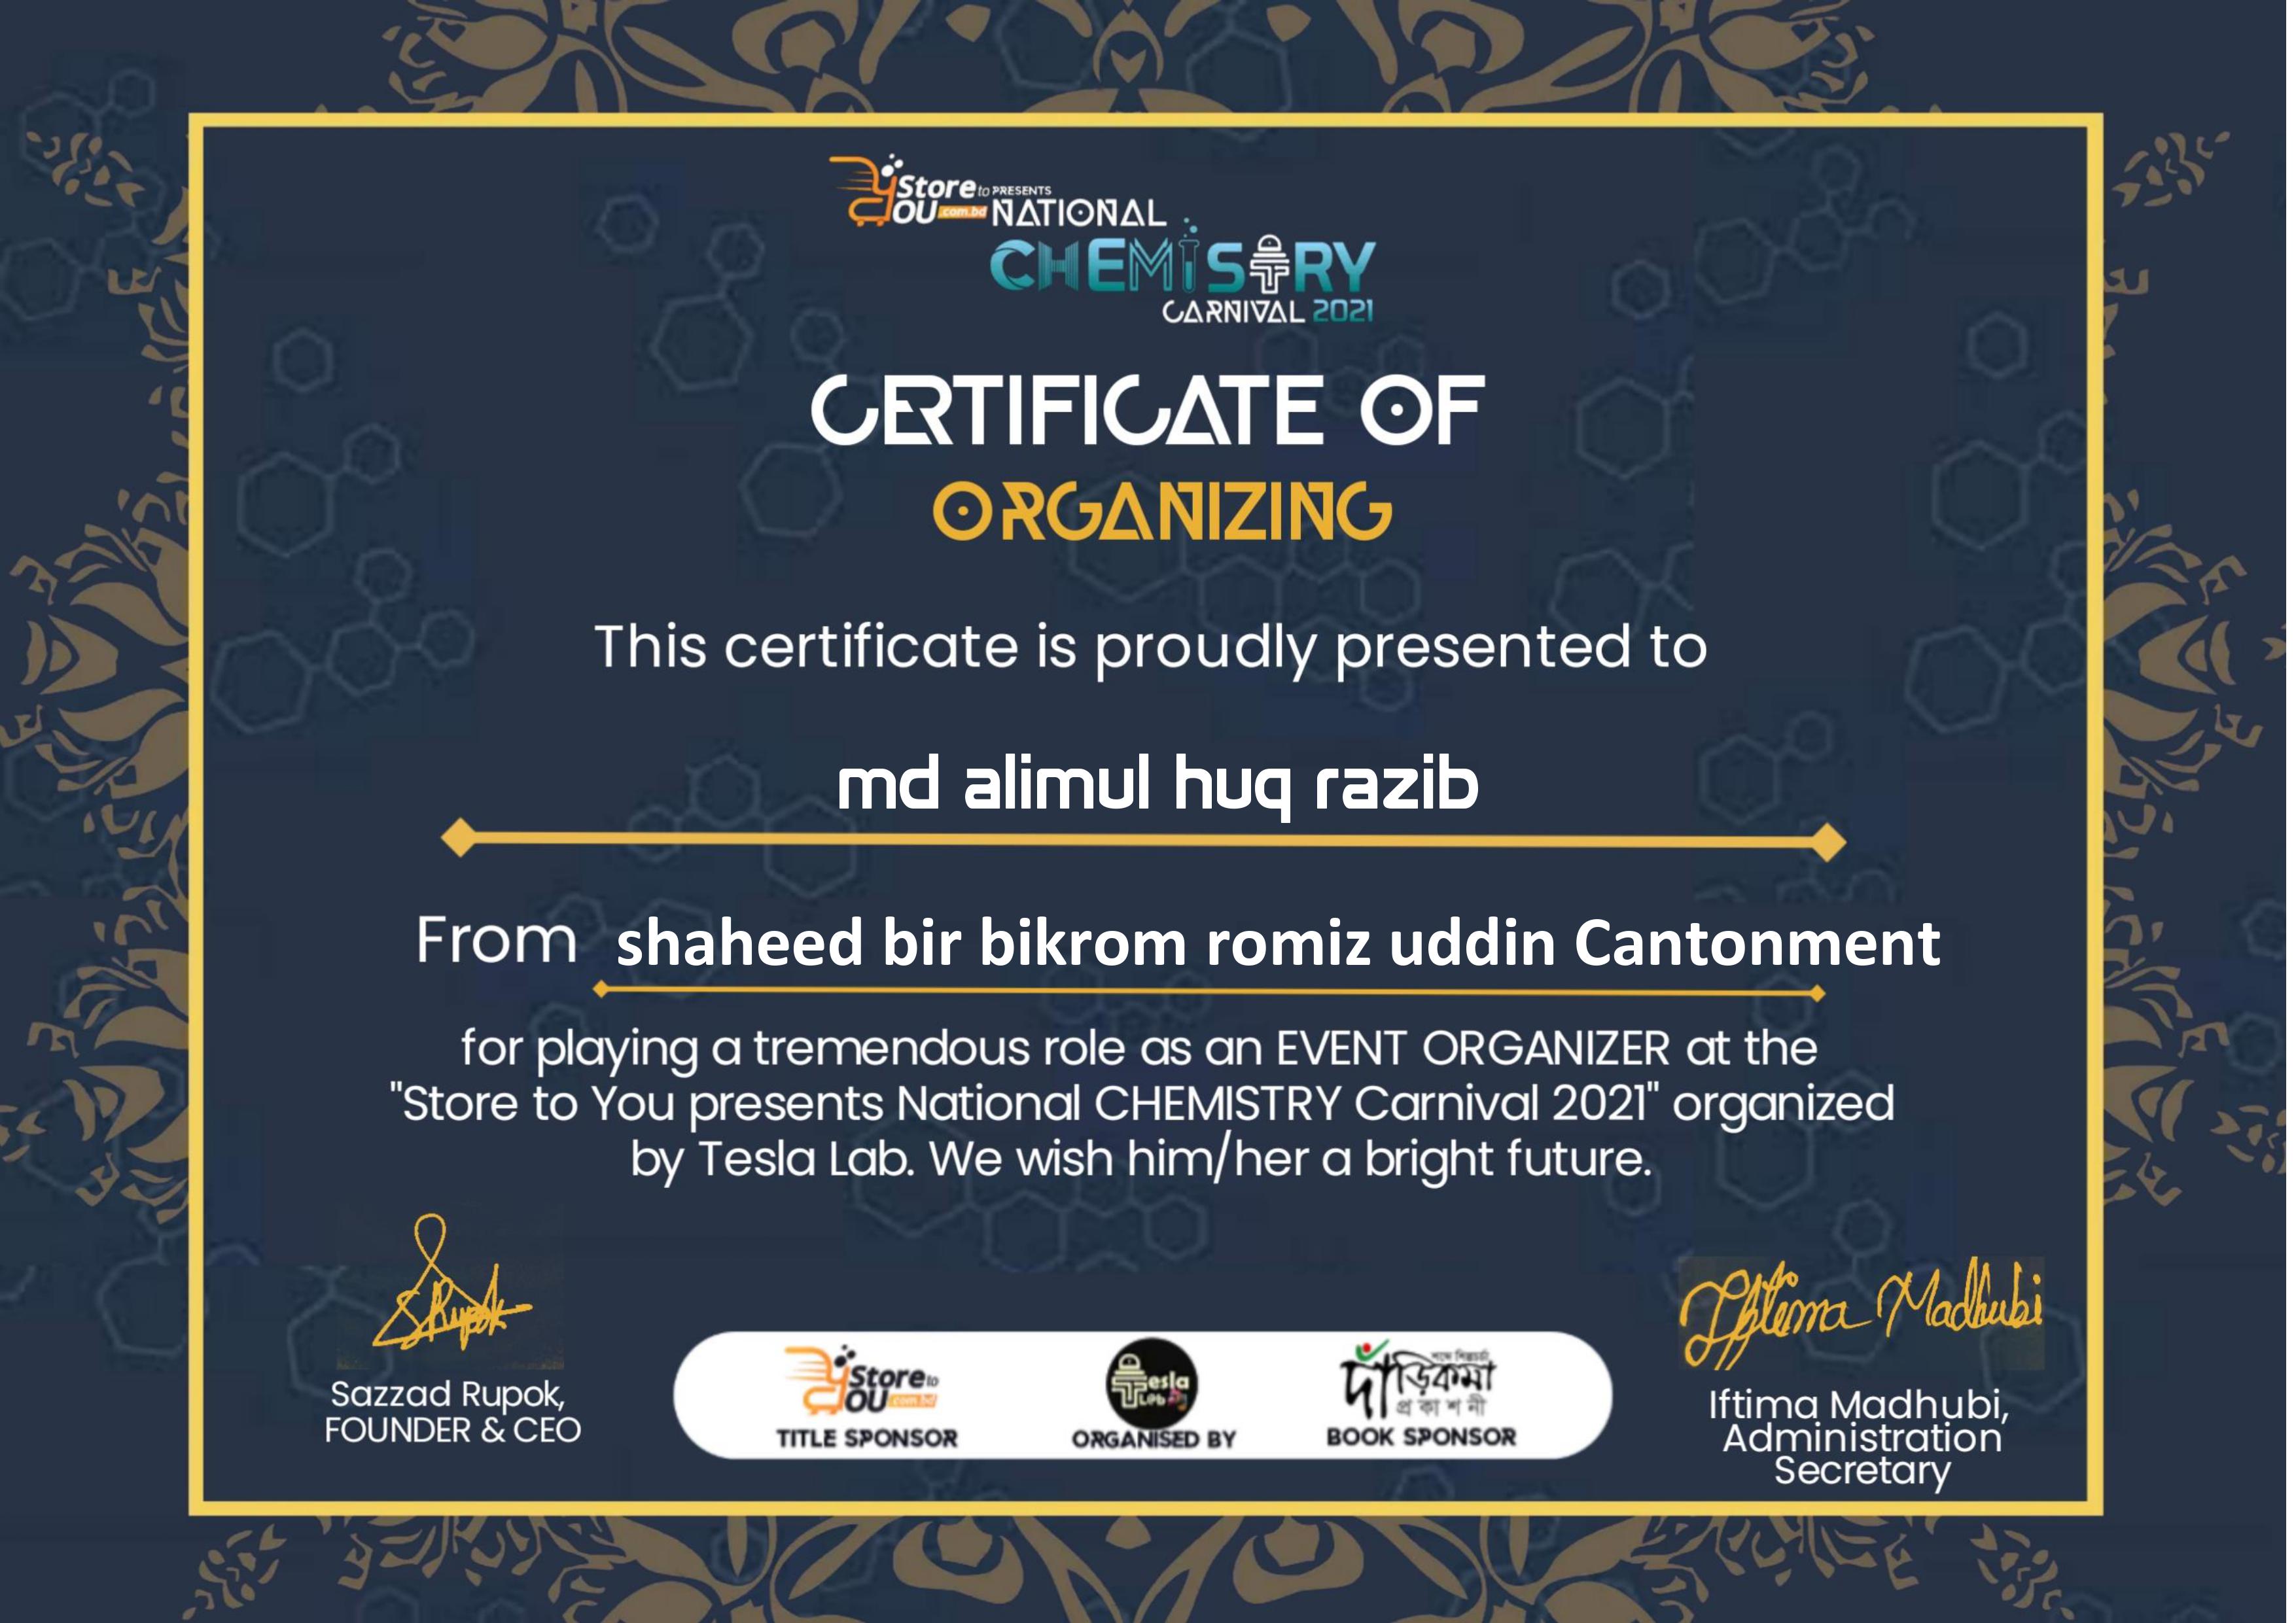 Store to PRESENTS
YOU .com.bd NATIONAL
CHEMISTRY
CARNIVAL 2021
CERTIFICATE OF
ORGANIZING
This certificate is proudly presented to
md alimul huq razib
From shaheed bir bikrom romiz uddin Cantonment
for playing a tremendous role as an EVENT ORGANIZER at the
"Store to You presents National CHEMISTRY Carnival 2021" organized
by Tesla Lab. We wish him/her a bright future.
SRupok
Iftima Madhubi
Sazzad Rupok,
FOUNDER & CEO
Store to
YOU .com.bd
TITLE SPONSOR
Tesla
Lab
ORGANISED BY
দাঁড়িকমা
প্রকাশনী
BOOK SPONSOR
Iftima Madhubi,
Administration
Secretary